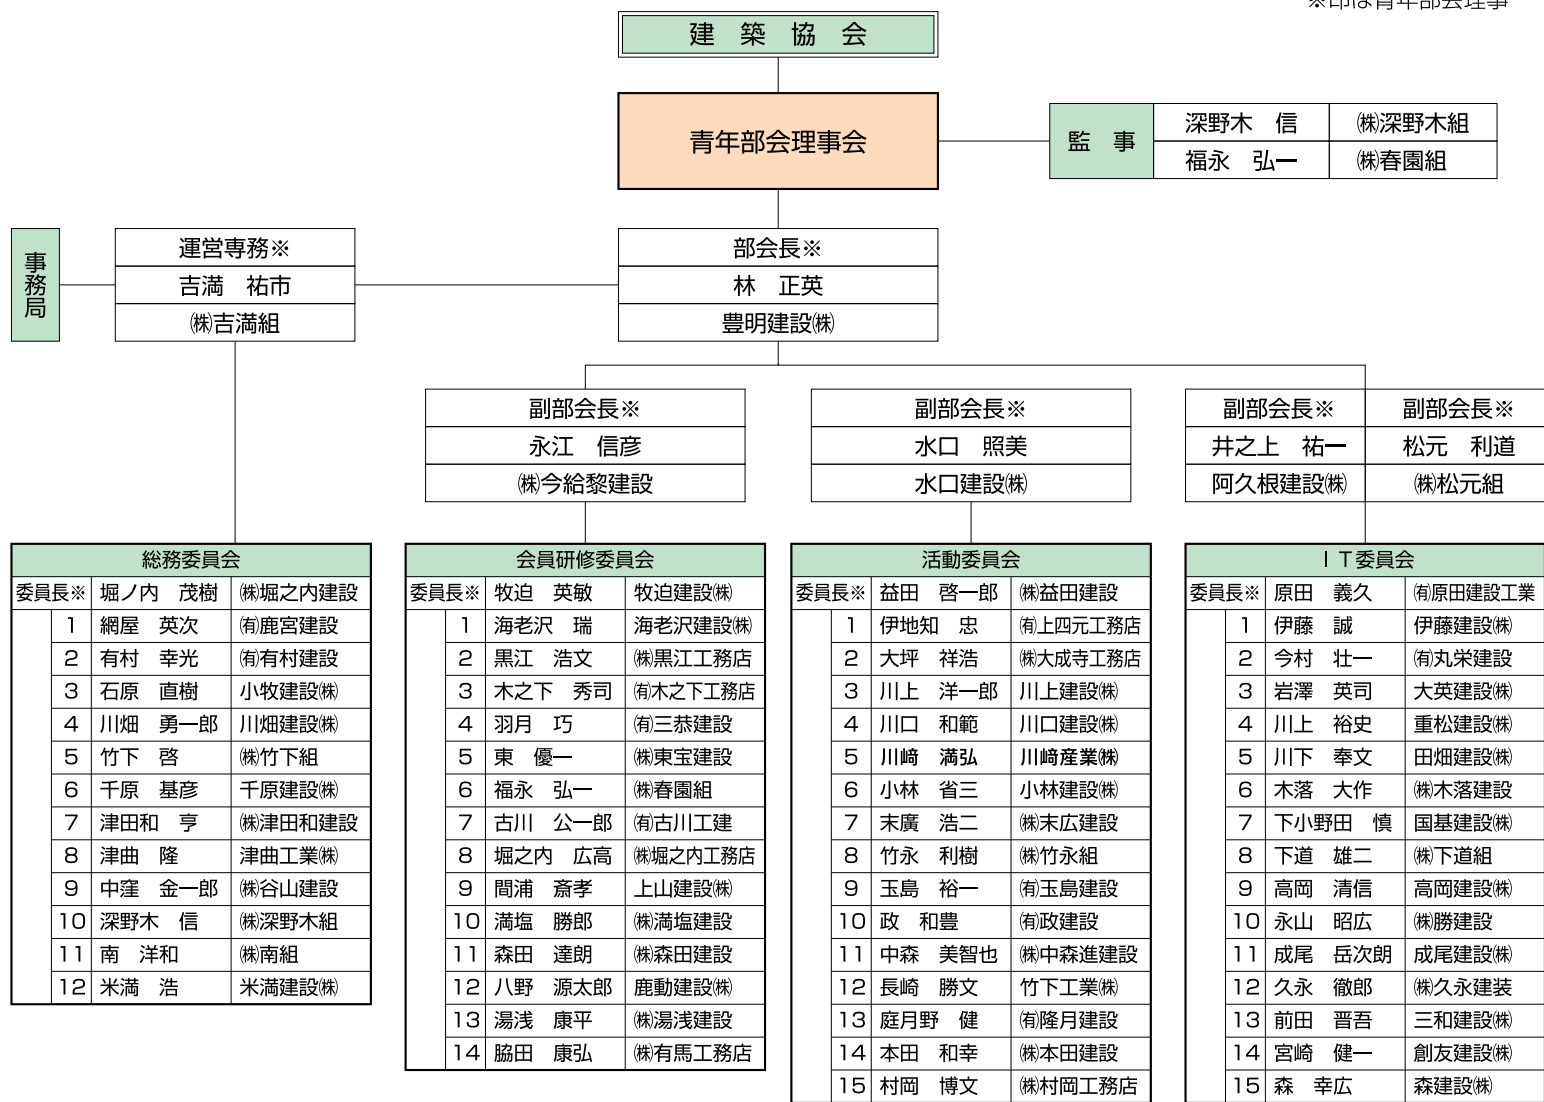 ※印は青年部会理事
建　築　協　会
青年部会理事会
監　事
深野木　信　㈱深野木組
福永　弘一　㈱春園組
事務局
運営専務※
吉満　祐市
㈱吉満組
部会長※
林　正英
豊明建設㈱
副部会長※
永江　信彦
㈱今給黎建設
副部会長※
水口　照美
水口建設㈱
副部会長※
井之上　祐一
阿久根建設㈱
副部会長※
松元　利道
㈱松元組
総務委員会
委員長※ 堀ノ内　茂樹 ㈱堀之内建設
1 網屋　英次 ㈲鹿宮建設
2 有村　幸光 ㈲有村建設
3 石原　直樹 小牧建設㈱
4 川畑　勇一郎 川畑建設㈱
5 竹下　啓 ㈱竹下組
6 千原　基彦 千原建設㈱
7 津田和　亨 ㈱津田和建設
8 津曲　隆 津曲工業㈱
9 中窪　金一郎 ㈱谷山建設
10 深野木　信 ㈱深野木組
11 南　洋和 ㈱南組
12 米満　浩 米満建設㈱
会員研修委員会
委員長※ 牧迫　英敏 牧迫建設㈱
1 海老沢　瑞 海老沢建設㈱
2 黒江　浩文 ㈱黒江工務店
3 木之下　秀司 ㈲木之下工務店
4 羽月　巧 ㈲三恭建設
5 東　優一 ㈱東宝建設
6 福永　弘一 ㈱春園組
7 古川　公一郎 ㈲古川工建
8 堀之内　広高 ㈱堀之内工務店
9 間浦　斎孝 上山建設㈱
10 満塩　勝郎 ㈱満塩建設
11 森田　達朗 ㈱森田建設
12 八野　源太郎 鹿動建設㈱
13 湯浅　康平 ㈱湯浅建設
14 脇田　康弘 ㈱有馬工務店
活動委員会
委員長※ 益田　啓一郎 ㈱益田建設
1 伊地知　忠 ㈲上四元工務店
2 大坪　祥浩 ㈱大成寺工務店
3 川上　洋一郎 川上建設㈱
4 川口　和範 川口建設㈱
5 川﨑　満弘 川﨑産業㈱
6 小林　省三 小林建設㈱
7 末廣　浩二 ㈱末広建設
8 竹永　利樹 ㈱竹永組
9 玉島　裕一 ㈲玉島建設
10 政　和豊 ㈲政建設
11 中森　美智也 ㈱中森進建設
12 長崎　勝文 竹下工業㈱
13 庭月野　健 ㈲隆月建設
14 本田　和幸 ㈱本田建設
15 村岡　博文 ㈱村岡工務店
ＩＴ委員会
委員長※ 原田　義久 ㈲原田建設工業
1 伊藤　誠 伊藤建設㈱
2 今村　壮一 ㈲丸栄建設
3 岩澤　英司 大英建設㈱
4 川上　裕史 重松建設㈱
5 川下　奉文 田畑建設㈱
6 木落　大作 ㈱木落建設
7 下小野田　慎 国基建設㈱
8 下道　雄二 ㈱下道組
9 高岡　清信 高岡建設㈱
10 永山　昭広 ㈱勝建設
11 成尾　岳次朗 成尾建設㈱
12 久永　徹郎 ㈱久永建装
13 前田　晋吾 三和建設㈱
14 宮崎　健一 創友建設㈱
15 森　幸広 森建設㈱